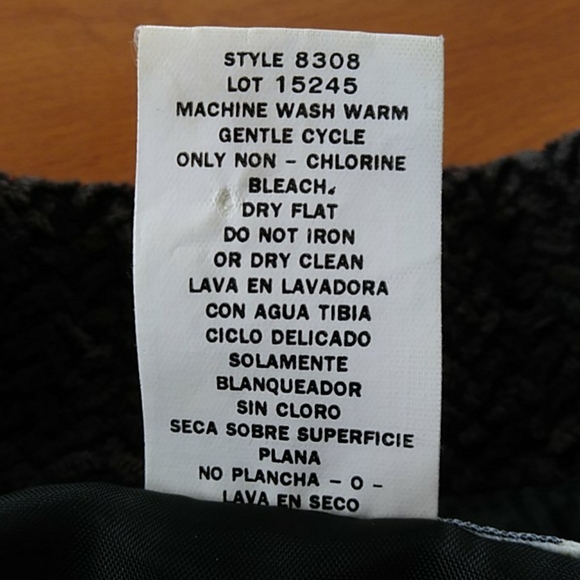 STYLE 8308
LOT 15245
MACHINE WASH WARM
GENTLE CYCLE
ONLY NON - CHLORINE
BLEACH.
DRY FLAT
DO NOT IRON
OR DRY CLEAN
LAVA EN LAVADORA
CON AGUA TIBIA
CICLO DELICADO
SOLAMENTE
BLANQUEADOR
SIN CLORO
SECA SOBRE SUPERFICIE
PLANA
NO PLANCHA - O -
LAVA EN SECO